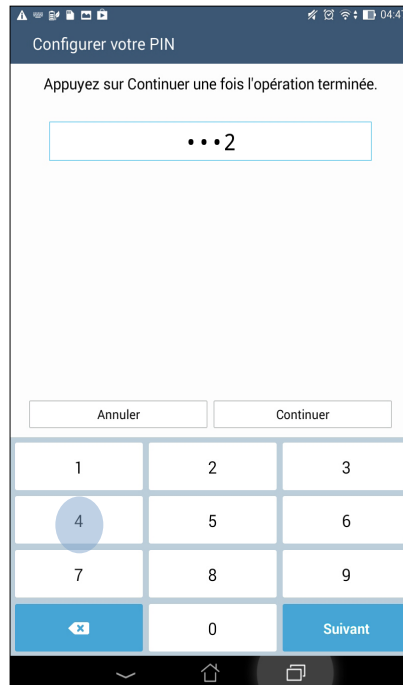 04:47
Configurer votre PIN
Appuyez sur Continuer une fois l'opération terminée.
•••2
Annuler Continuer
1 2 3
4 5 6
7 8 9
0 Suivant